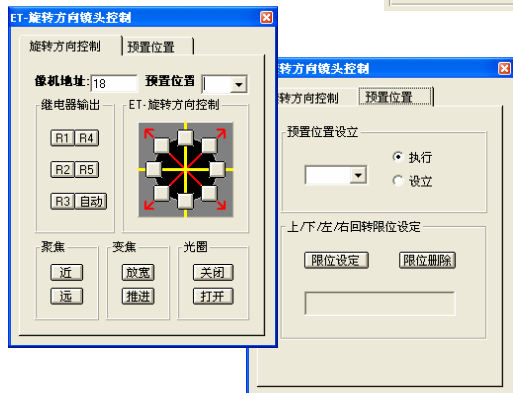 ET-旋转方向镜头控制
旋转方向控制 预置位置
像机地址: 18 预置位置
继电器输出 ET-旋转方向控制
R1 R4
R2 R5
R3 自动
聚焦 变焦 光圈
近 放宽 关闭
远 推进 打开
转方向镜头控制
转方向控制 预置位置
预置位置设立
执行
设立
上/下/左/右回转限位设定
限位设定 限位删除